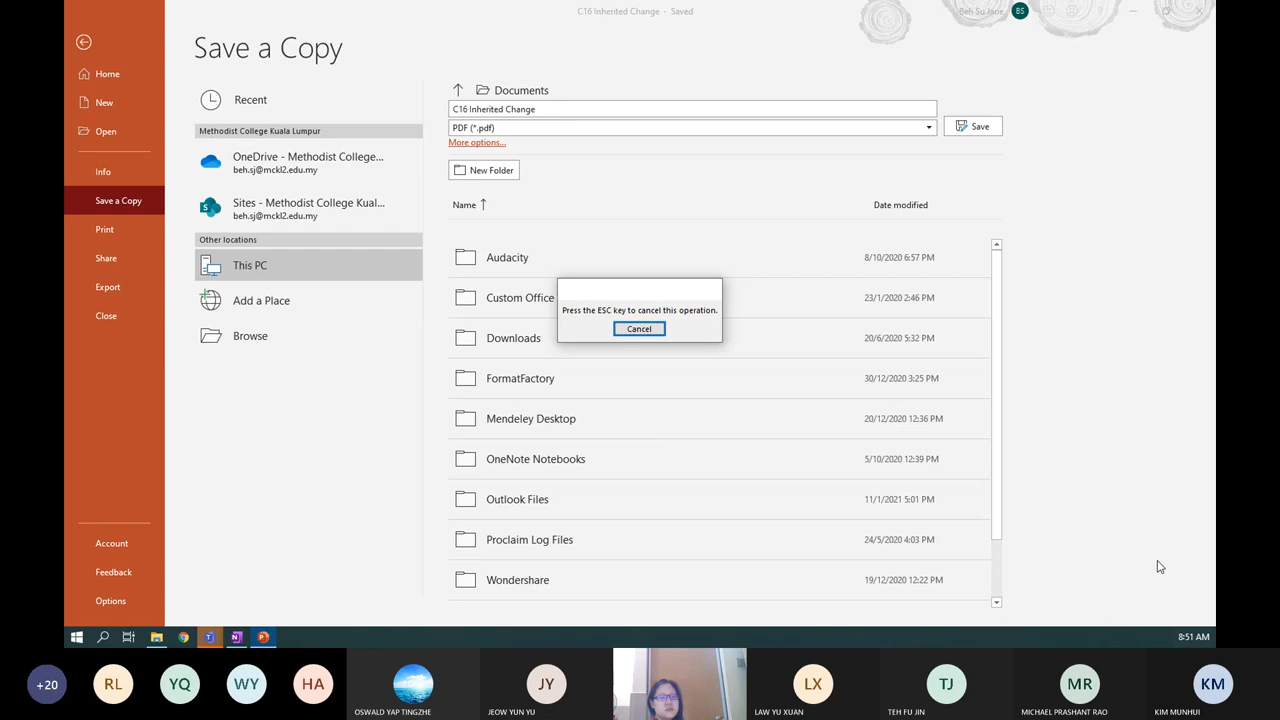 C16 Inherited Change - Saved
Beh Su Jane
BS
Save a Copy
Home
New
Open
Info
Save a Copy
Print
Share
Export
Close
Account
Feedback
Options
Recent
Methodist College Kuala Lumpur
OneDrive - Methodist College...
beh.sj@mckl2.edu.my
Sites - Methodist College Kual...
beh.sj@mckl2.edu.my
Other locations
This PC
Add a Place
Browse
Documents
C16 Inherited Change
PDF (*.pdf)
Save
More options...
New Folder
Name
Date modified
Audacity 8/10/2020 6:57 PM
Custom Office 23/1/2020 2:46 PM
Downloads 20/6/2020 5:32 PM
FormatFactory 30/12/2020 3:25 PM
Mendeley Desktop 20/12/2020 12:36 PM
OneNote Notebooks 5/10/2020 12:39 PM
Outlook Files 11/1/2021 5:01 PM
Proclaim Log Files 24/5/2020 4:03 PM
Wondershare 19/12/2020 12:22 PM
Press the ESC key to cancel this operation.
Cancel
8:51 AM
+20
RL
YQ
WY
HA
OSWALD YAP TINGZHE
JY
JEOW YUN YU
LX
LAW YU XUAN
TJ
TEH FU JIN
MR
MICHAEL PRASHANT RAO
KM
KIM MUNHUI